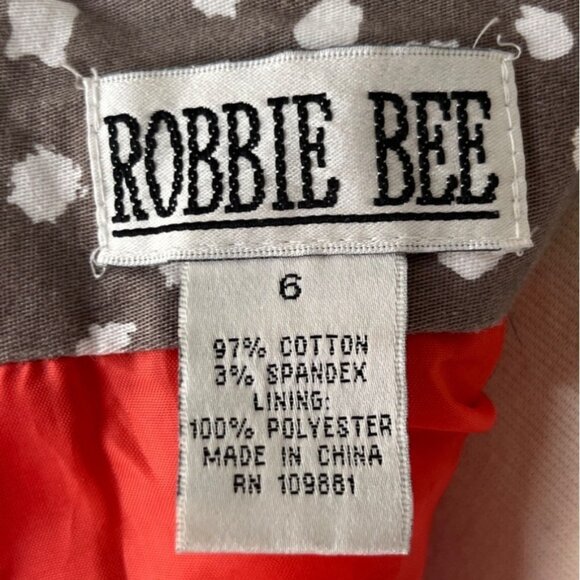 ROBBIE BEE
6
97% COTTON
3% SPANDEX
LINING:
100% POLYESTER
MADE IN CHINA
RN 109881